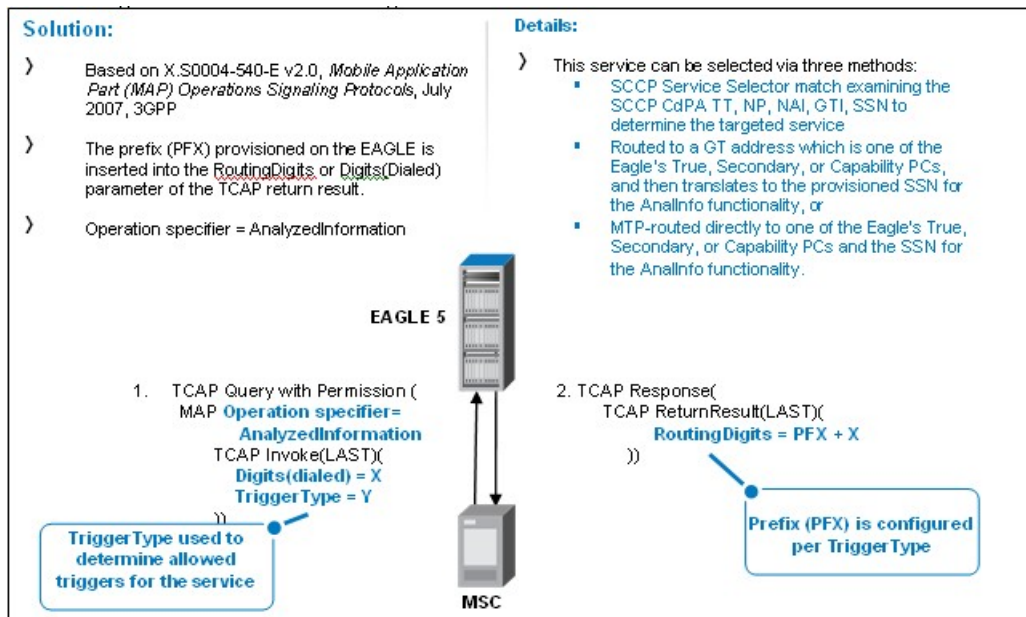 Solution:
Based on X.S0004-540-E v2.0, Mobile Application
Part (MAP) Operations Signaling Protocols, July
2007, 3GPP
The prefix (PFX) provisioned on the EAGLE is
inserted into the RoutingDigits or Digits(Dialed)
parameter of the TCAP return result.
Operation specifier = AnalyzedInformation
Details:
This service can be selected via three methods:
SCCP Service Selector match examining the
SCCP CdPA TT, NP, NAI, GTI, SSN to
determine the targeted service
Routed to a GT address which is one of the
Eagle's True, Secondary, or Capability PCs,
and then translates to the provisioned SSN for
the AnalInfo functionality, or
MTP-routed directly to one of the Eagle's True,
Secondary, or Capability PCs and the SSN for
the AnalInfo functionality.
EAGLE 5
1. TCAP Query with Permission (
MAP Operation specifier=
AnalyzedInformation
TCAP Invoke(LAST)(
Digits(dialed) = X
TriggerType = Y
))
TriggerType used to
determine allowed
triggers for the service
2. TCAP Response(
TCAP ReturnResult(LAST)(
RoutingDigits = PFX + X
))
Prefix (PFX) is configured
per TriggerType
MSC